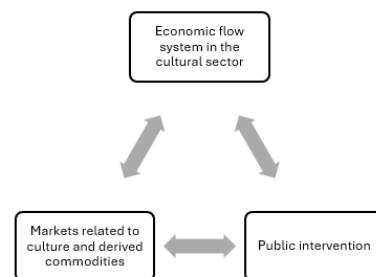 Economic flow
system in the
cultural sector
Markets related to
culture and derived
commodities
Public intervention